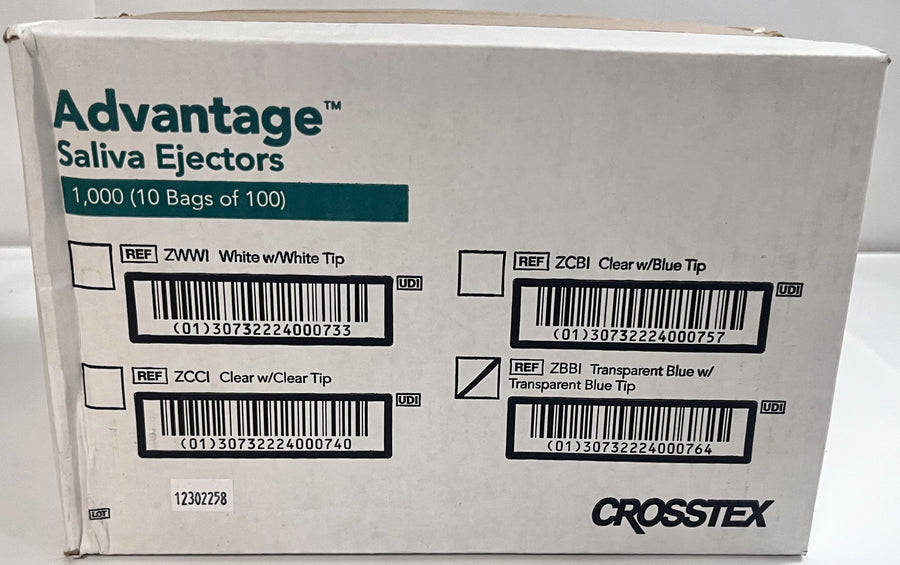 Advantage™
Saliva Ejectors
1,000 (10 Bags of 100)
REF ZWWI White w/White Tip
UDI
(01)30732224000733
REF ZCBI Clear w/Blue Tip
UDI
(01)30732224000757
REF ZCCI Clear w/Clear Tip
UDI
(01)30732224000740
REF ZBBI Transparent Blue w/
Transparent Blue Tip
UDI
(01)30732224000764
12302258
LOT
CROSSTEX